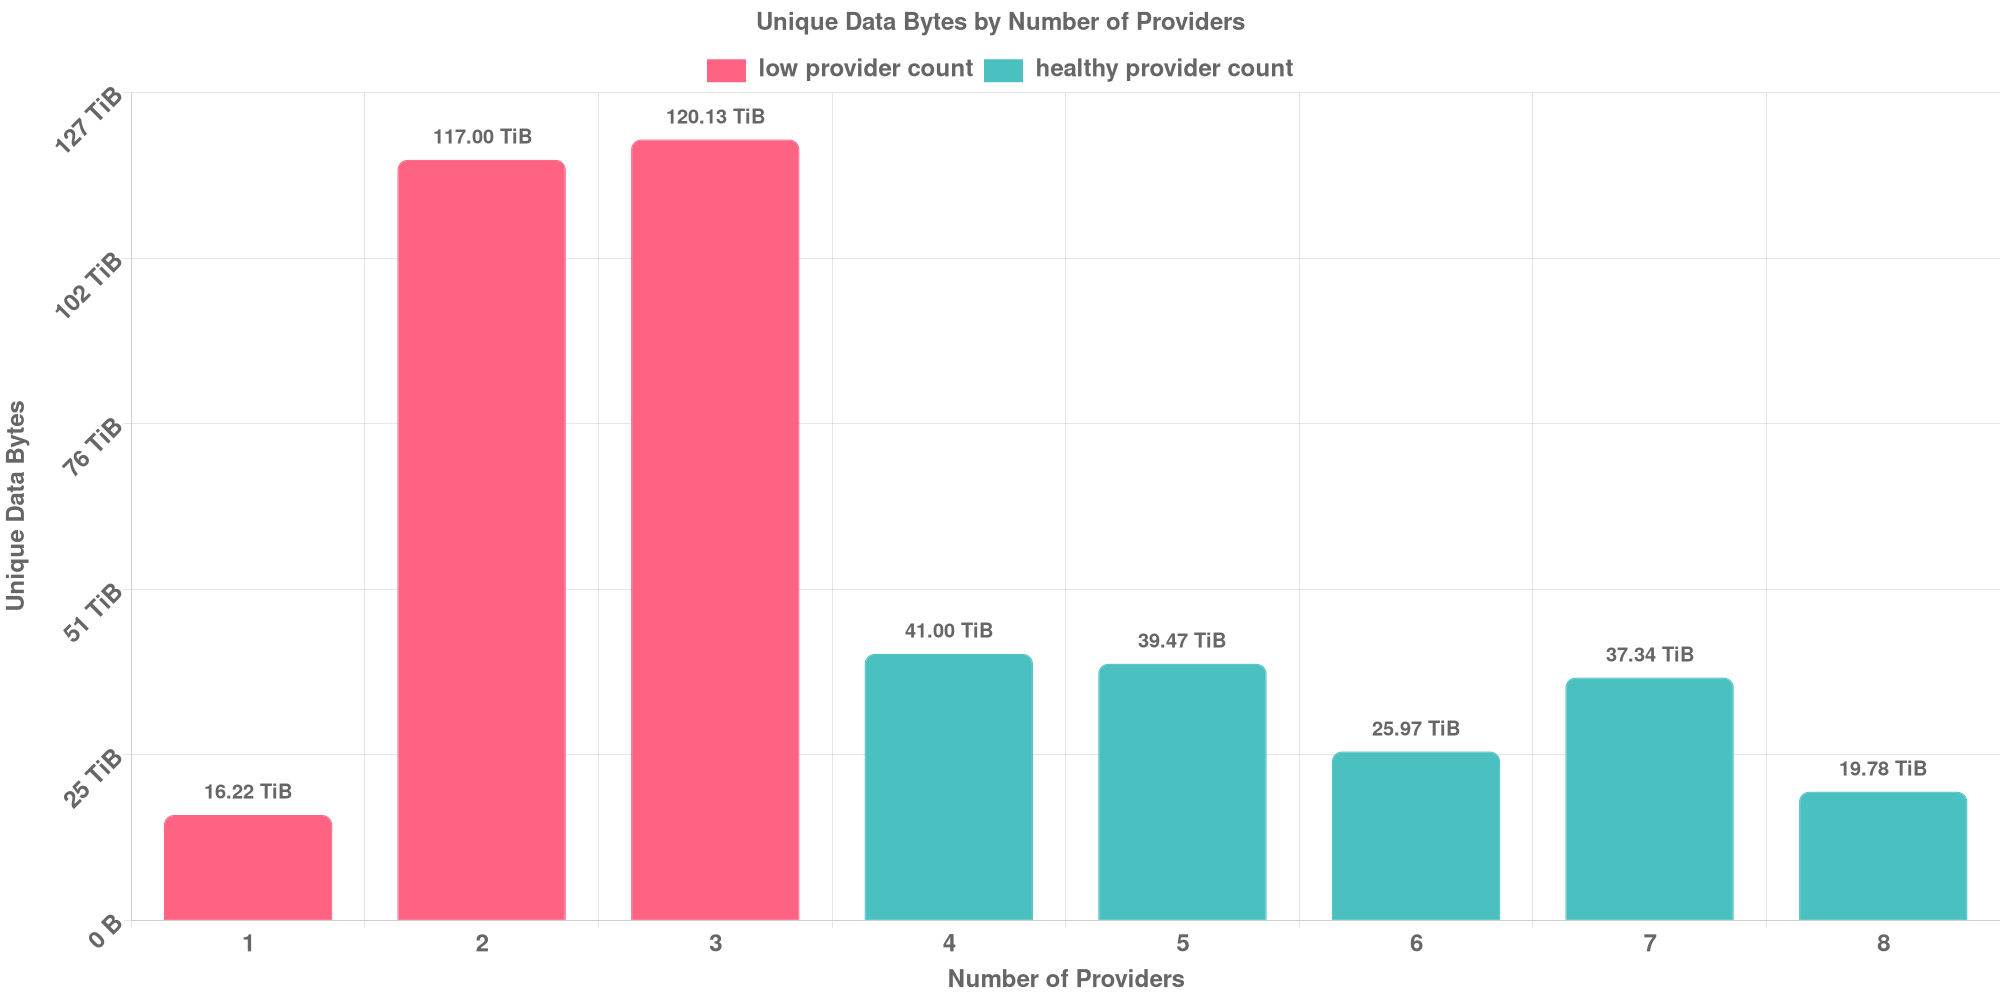 Unique Data Bytes by Number of Providers
low provider count
healthy provider count
Unique Data Bytes
127 TiB
102 TiB
76 TiB
51 TiB
25 TiB
0 B
16.22 TiB
117.00 TiB
120.13 TiB
41.00 TiB
39.47 TiB
25.97 TiB
37.34 TiB
19.78 TiB
1
2
3
4
5
6
7
8
Number of Providers